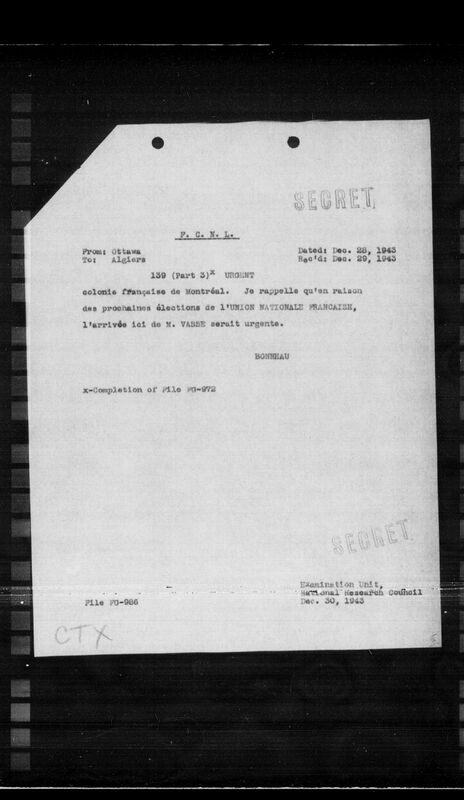 SECRET
F. C. N. L.
From: Ottawa Dated: Dec. 28, 1943
To: Algiers Rec'd: Dec. 29, 1943
139 (Part 3)x URGENT
colonie française de Montréal. Je rappelle qu'en raison
des prochaines élections de l'UNION NATIONALE FRANCAISE,
l'arrivée ici de M. VASSE serait urgente.
BONNEAU
x-Completion of File FG-972
SECRET
Examination Unit,
National Research Council
File FG-986 Dec. 30, 1943
CTX